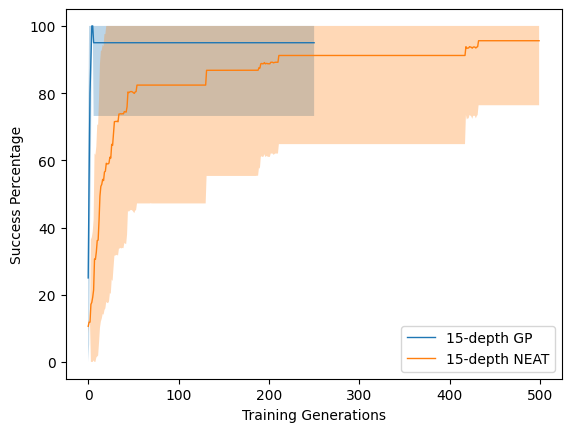 100
80
60
40
20
0
Success Percentage
15-depth GP
15-depth NEAT
0 100 200 300 400 500
Training Generations